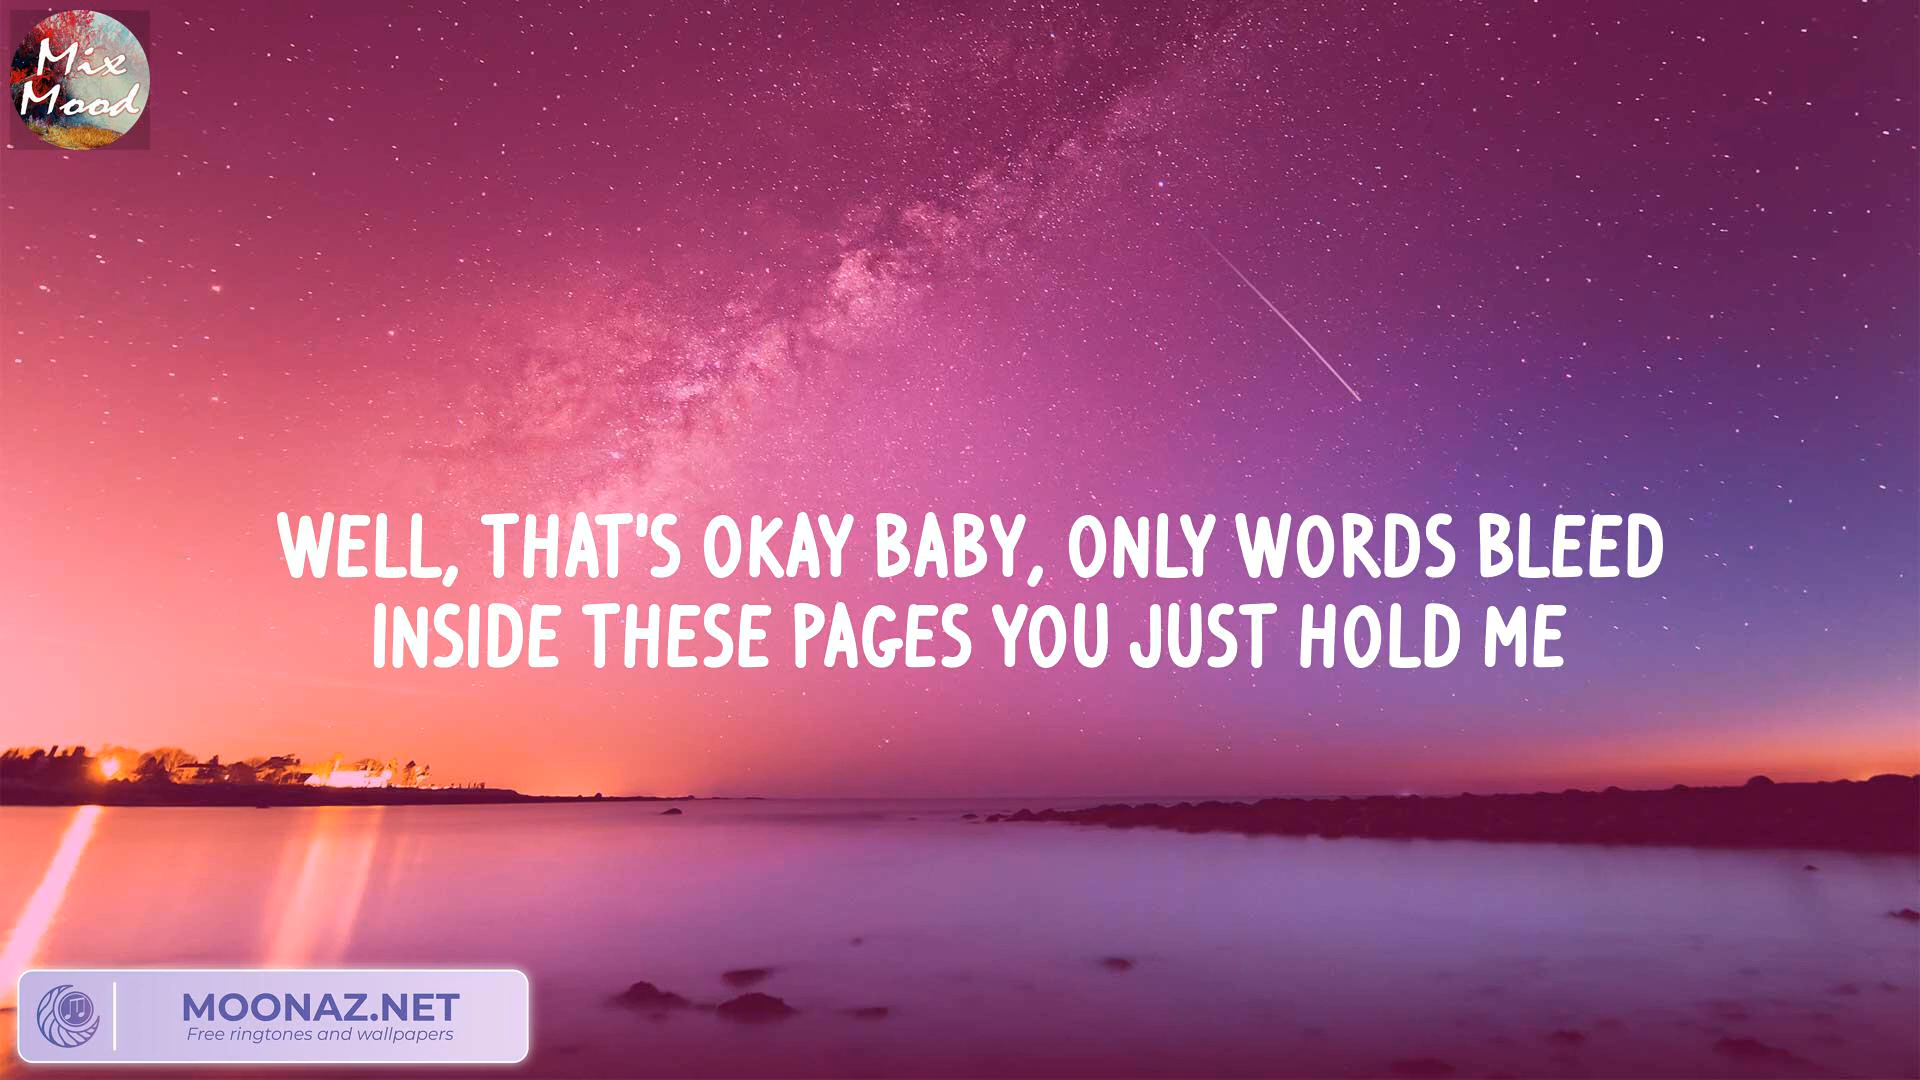 Mix
Mood
WELL, THAT'S OKAY BABY, ONLY WORDS BLEED
INSIDE THESE PAGES YOU JUST HOLD ME
MOONAZ.NET
Free ringtones and wallpapers